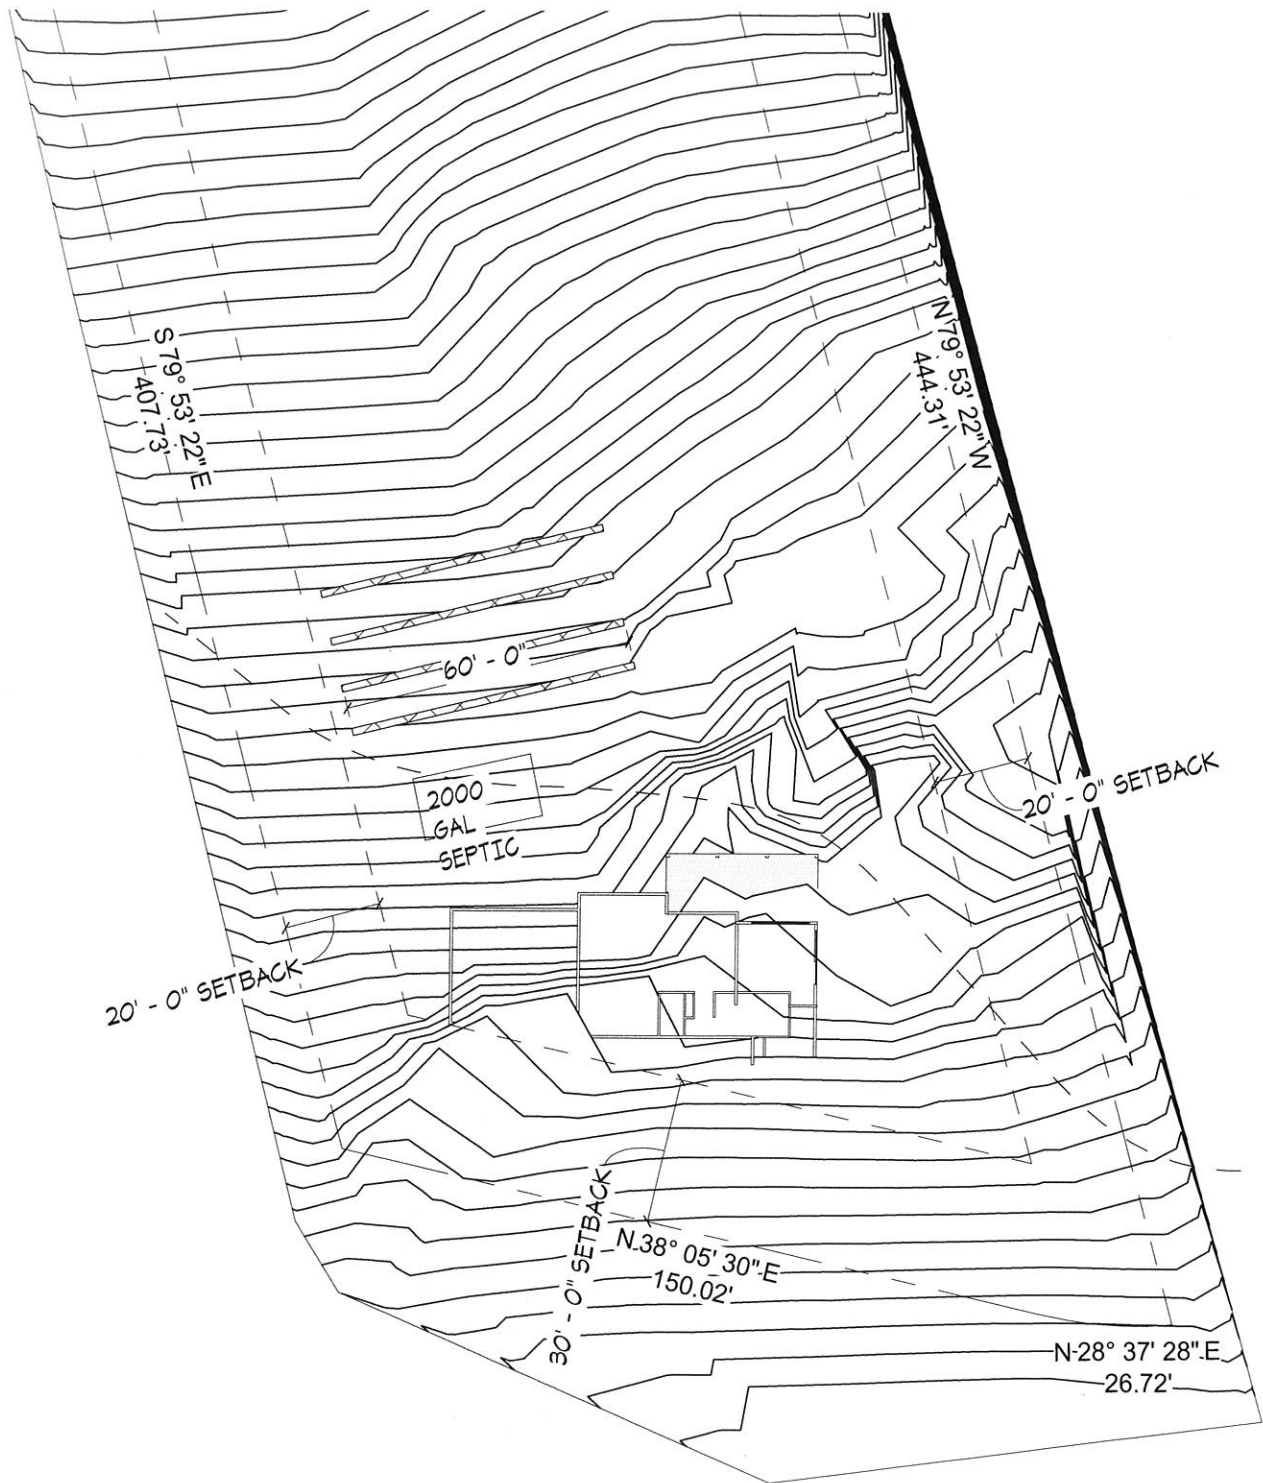 S 79° 53' 22" E
407.73'
N 79° 53' 22" W
444.31'
60' - 0"
2000
GAL
SEPTIC
20' - 0" SETBACK
20' - 0" SETBACK
30' - 0" SETBACK
N 38° 05' 30" E
150.02'
N 28° 37' 28" E
26.72'